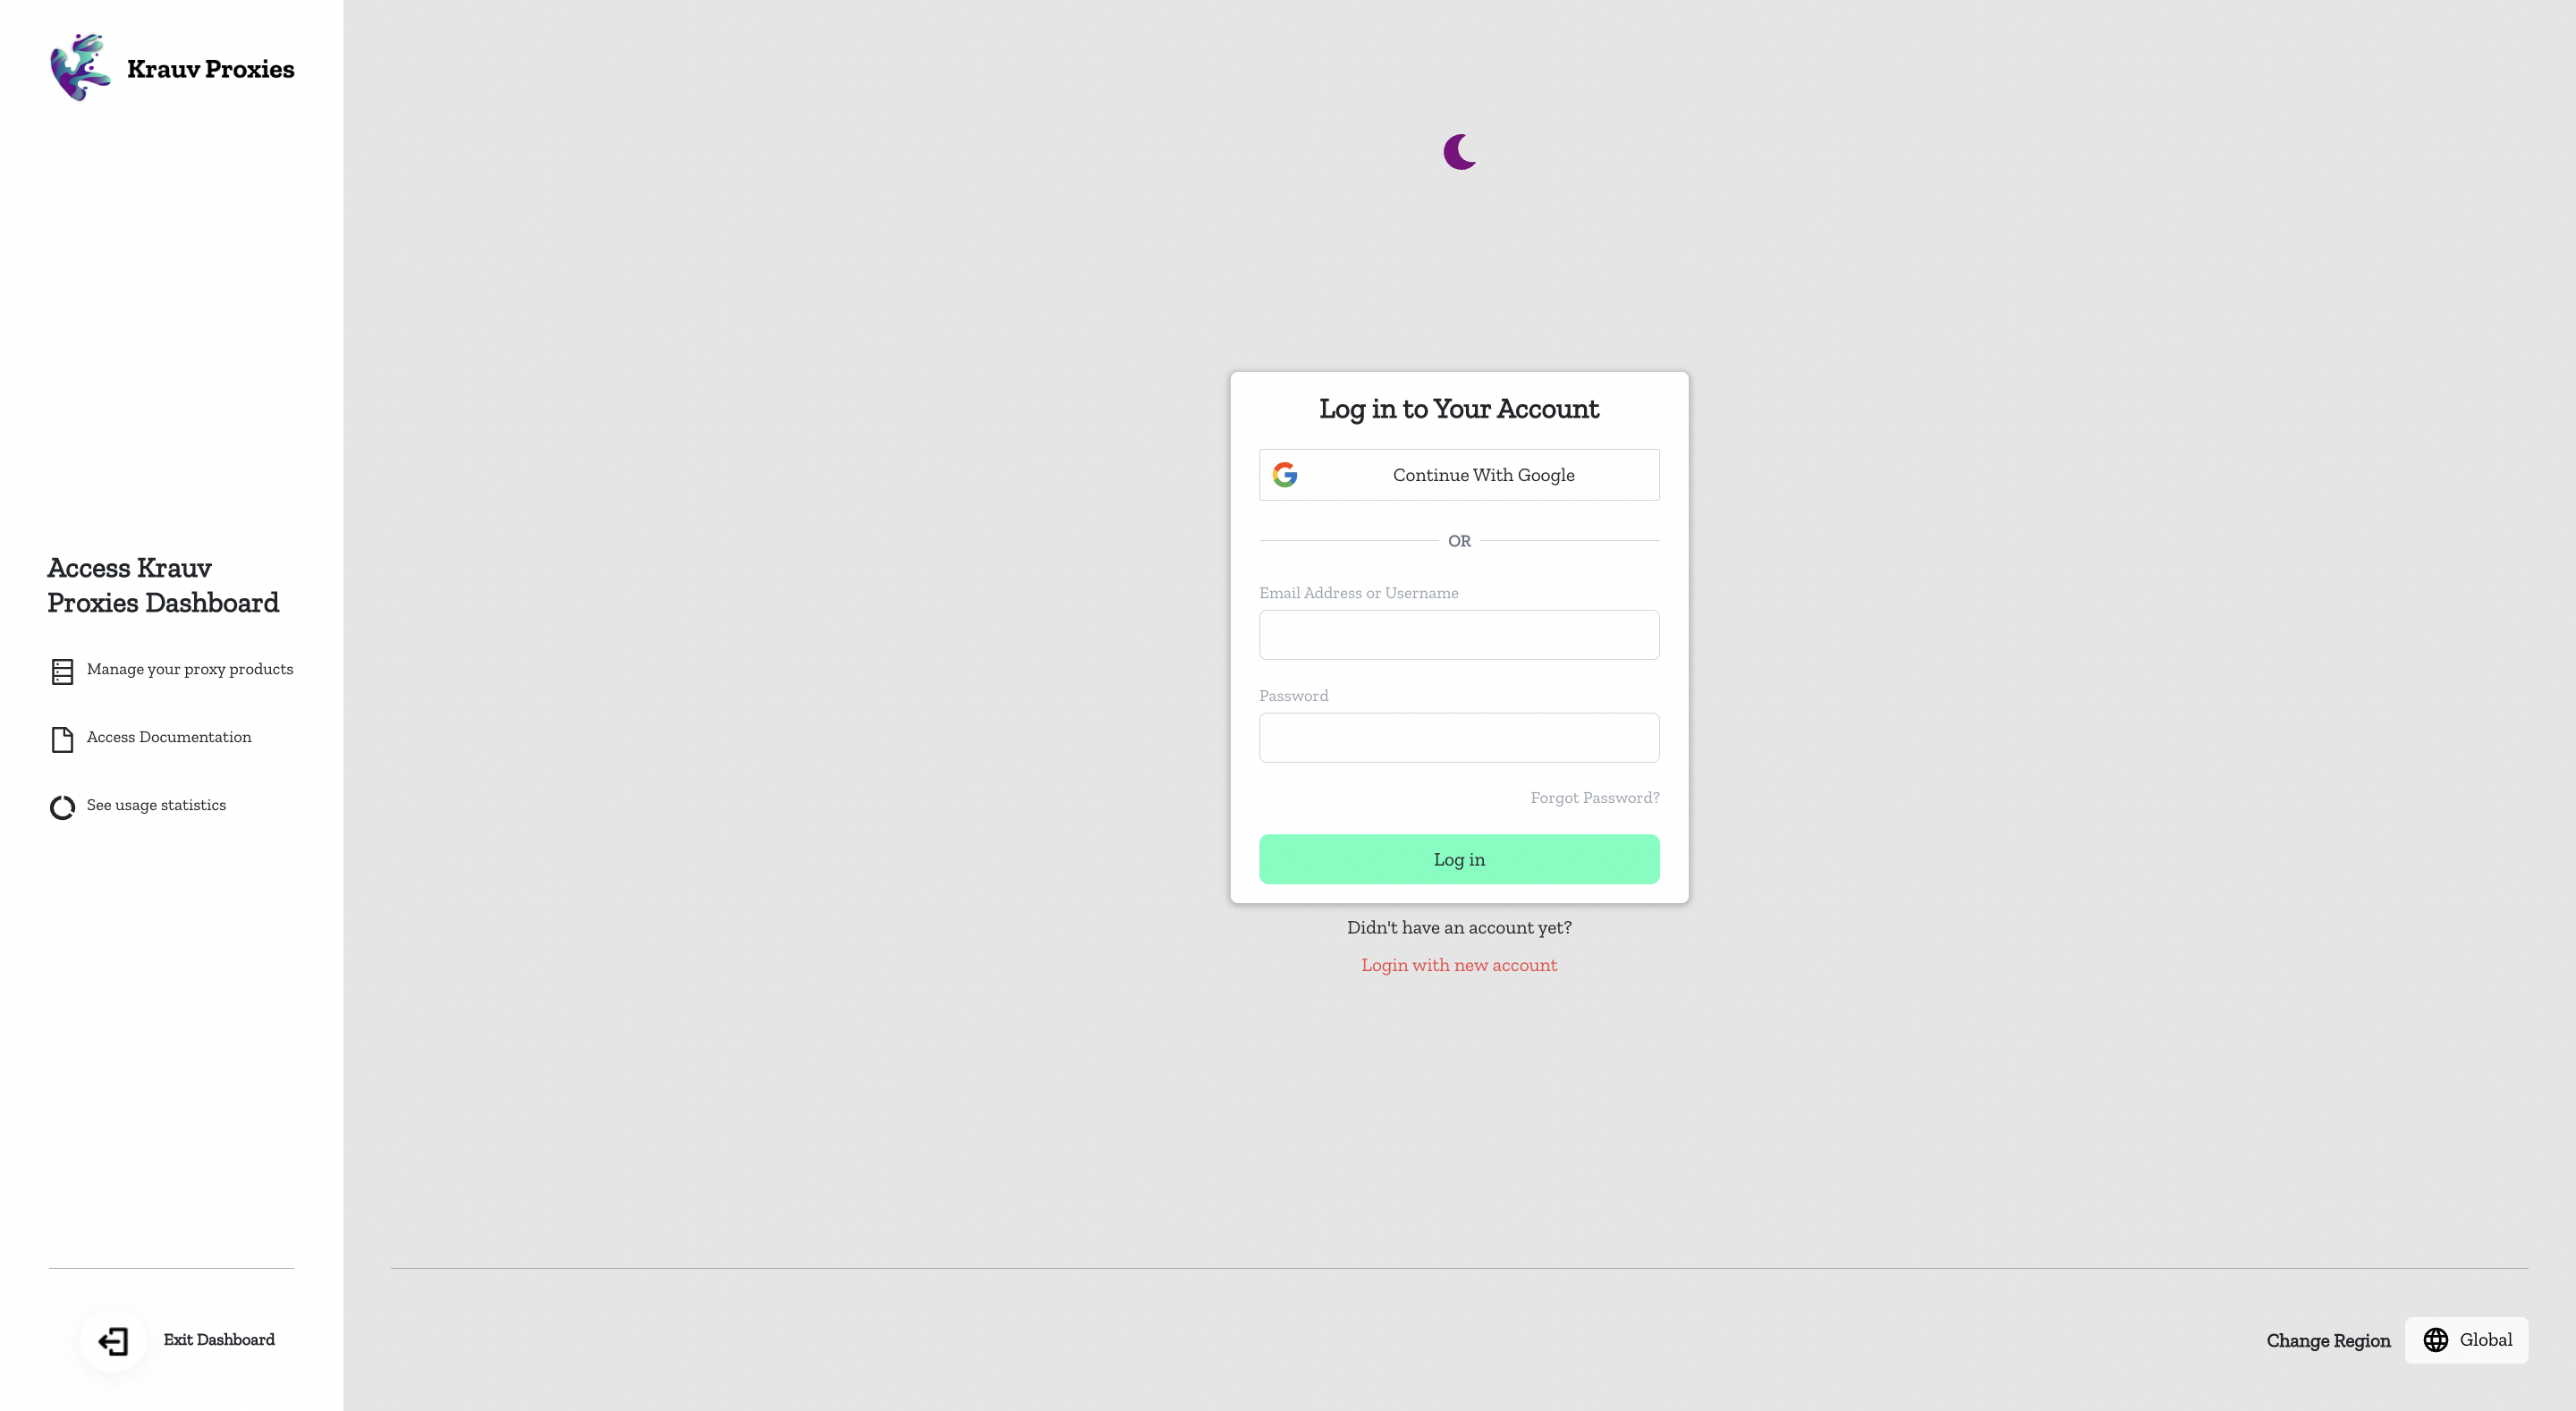 Krauv Proxies
Access Krauv
Proxies Dashboard
Manage your proxy products
Access Documentation
See usage statistics
Exit Dashboard
Log in to Your Account
Continue With Google
OR
Email Address or Username
Password
Forgot Password?
Log in
Didn't have an account yet?
Login with new account
Change Region
Global